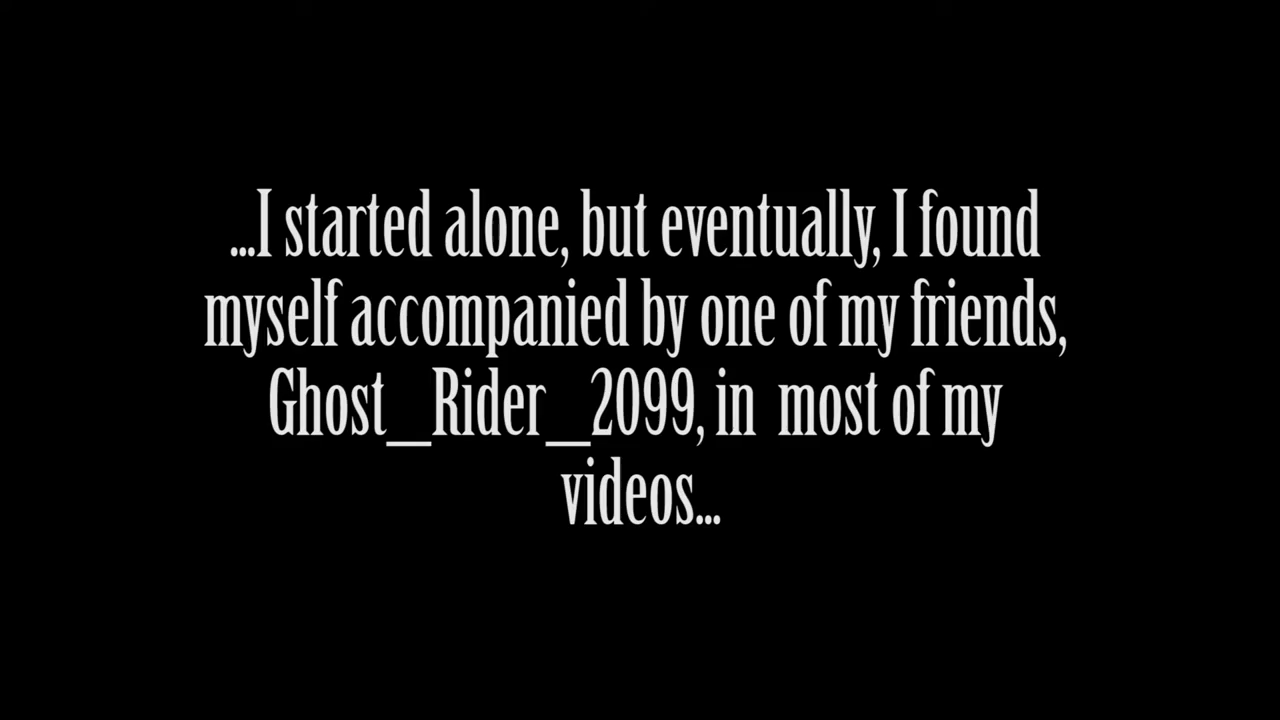 ...I started alone, but eventually, I found
myself accompanied by one of my friends,
Ghost_Rider_2099, in  most of my
videos...